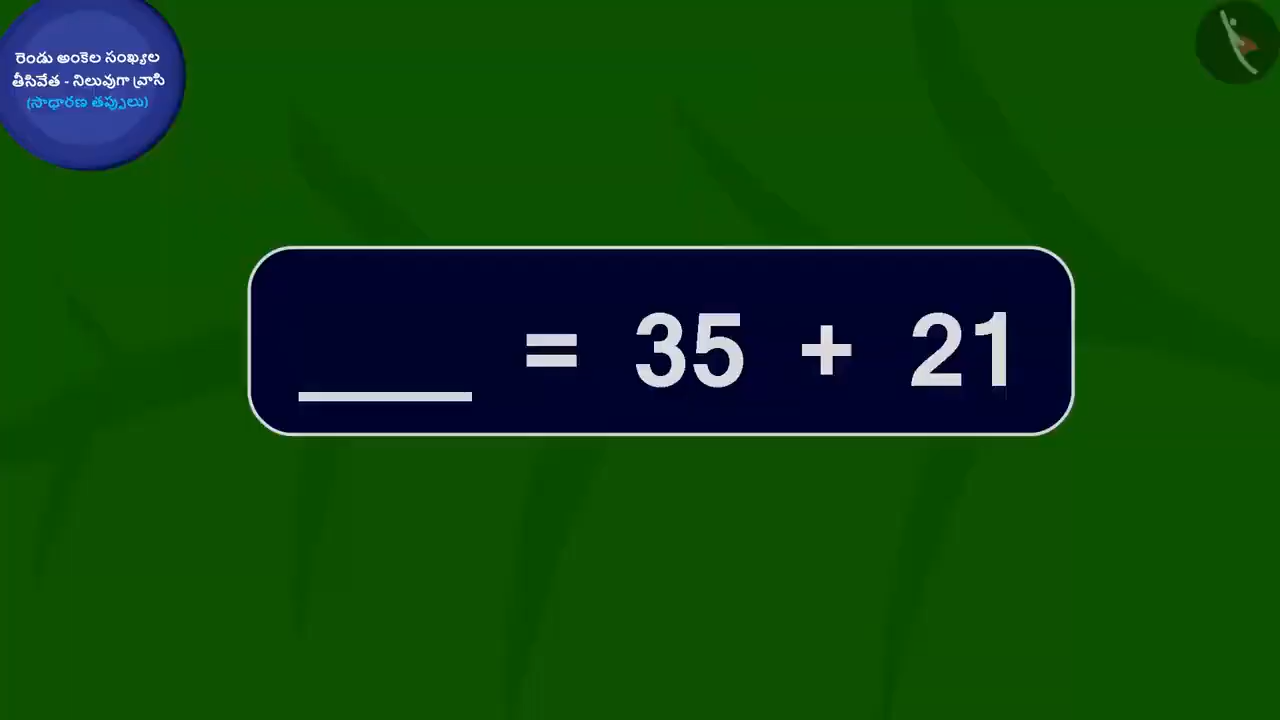 రెండు అంకెల సంఖ్యల
తీసివేత - నిలువుగా వ్రాసి
(సాధారణ తప్పులు)
____ = 35 + 21